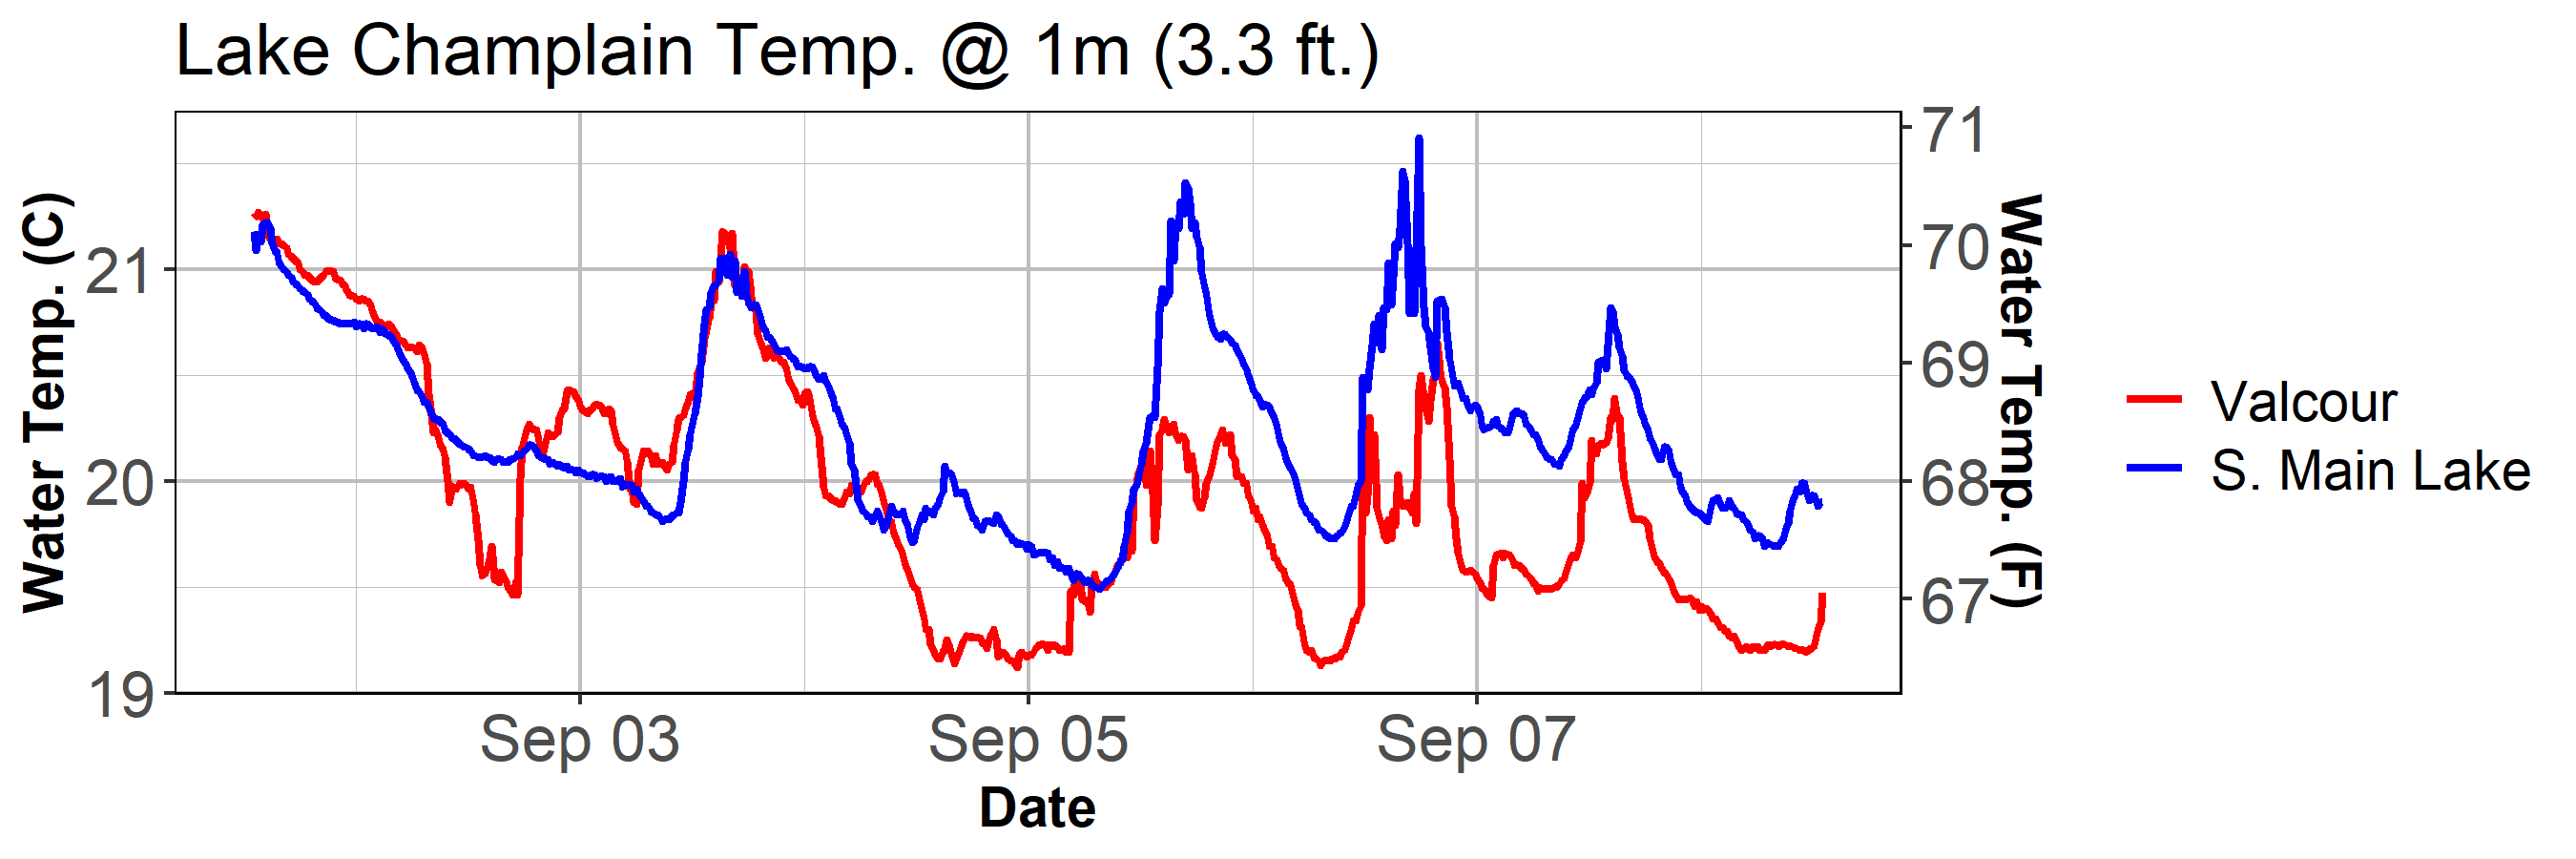 Lake Champlain Temp. @ 1m (3.3 ft.)
Water Temp. (C)
21
20
19
71
70
69
68
67
Water Temp. (F)
Sep 03
Sep 05
Sep 07
Date
Valcour
S. Main Lake